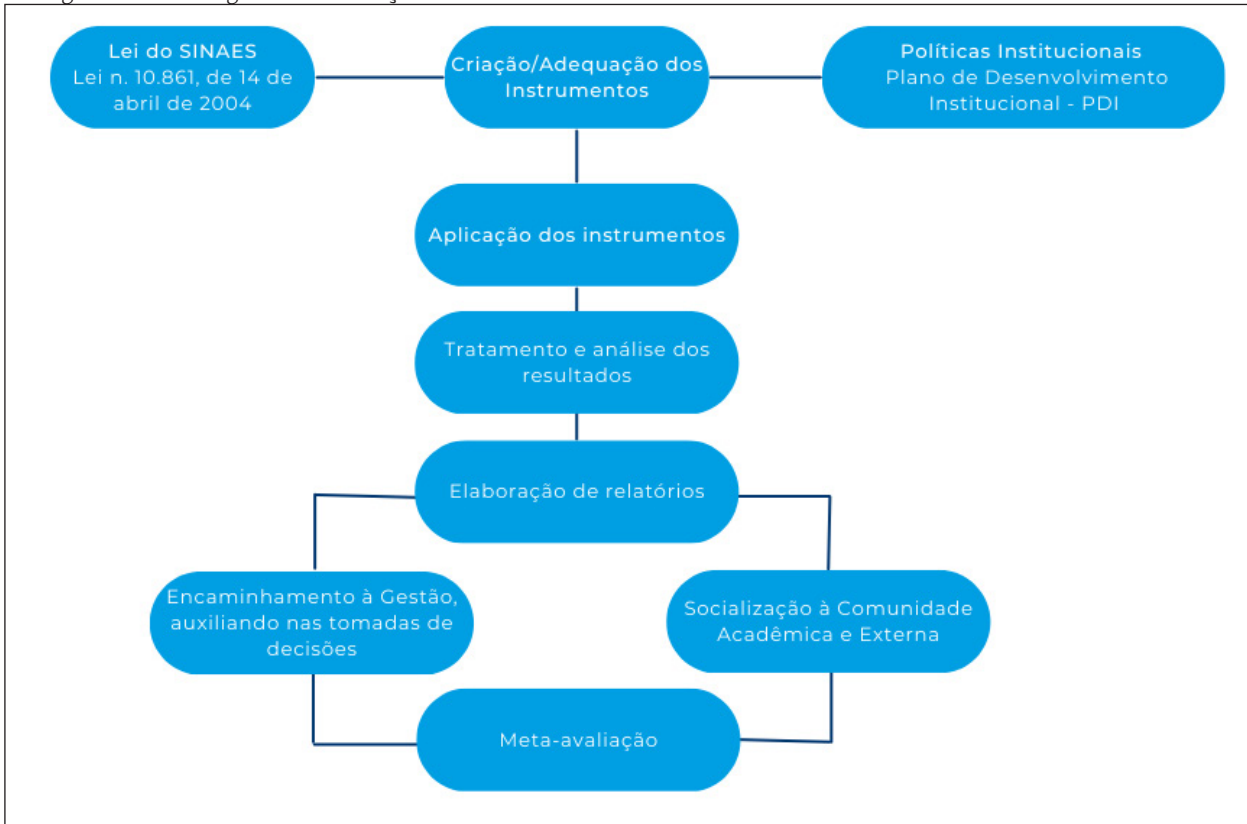 Lei do SINAES
Lei n. 10.861, de 14 de
abril de 2004
Criação/Adequação dos
Instrumentos
Políticas Institucionais
Plano de Desenvolvimento
Institucional - PDI
Aplicação dos instrumentos
Tratamento e análise dos
resultados
Elaboração de relatórios
Encaminhamento à Gestão,
auxiliando nas tomadas de
decisões
Socialização à Comunidade
Acadêmica e Externa
Meta-avaliação